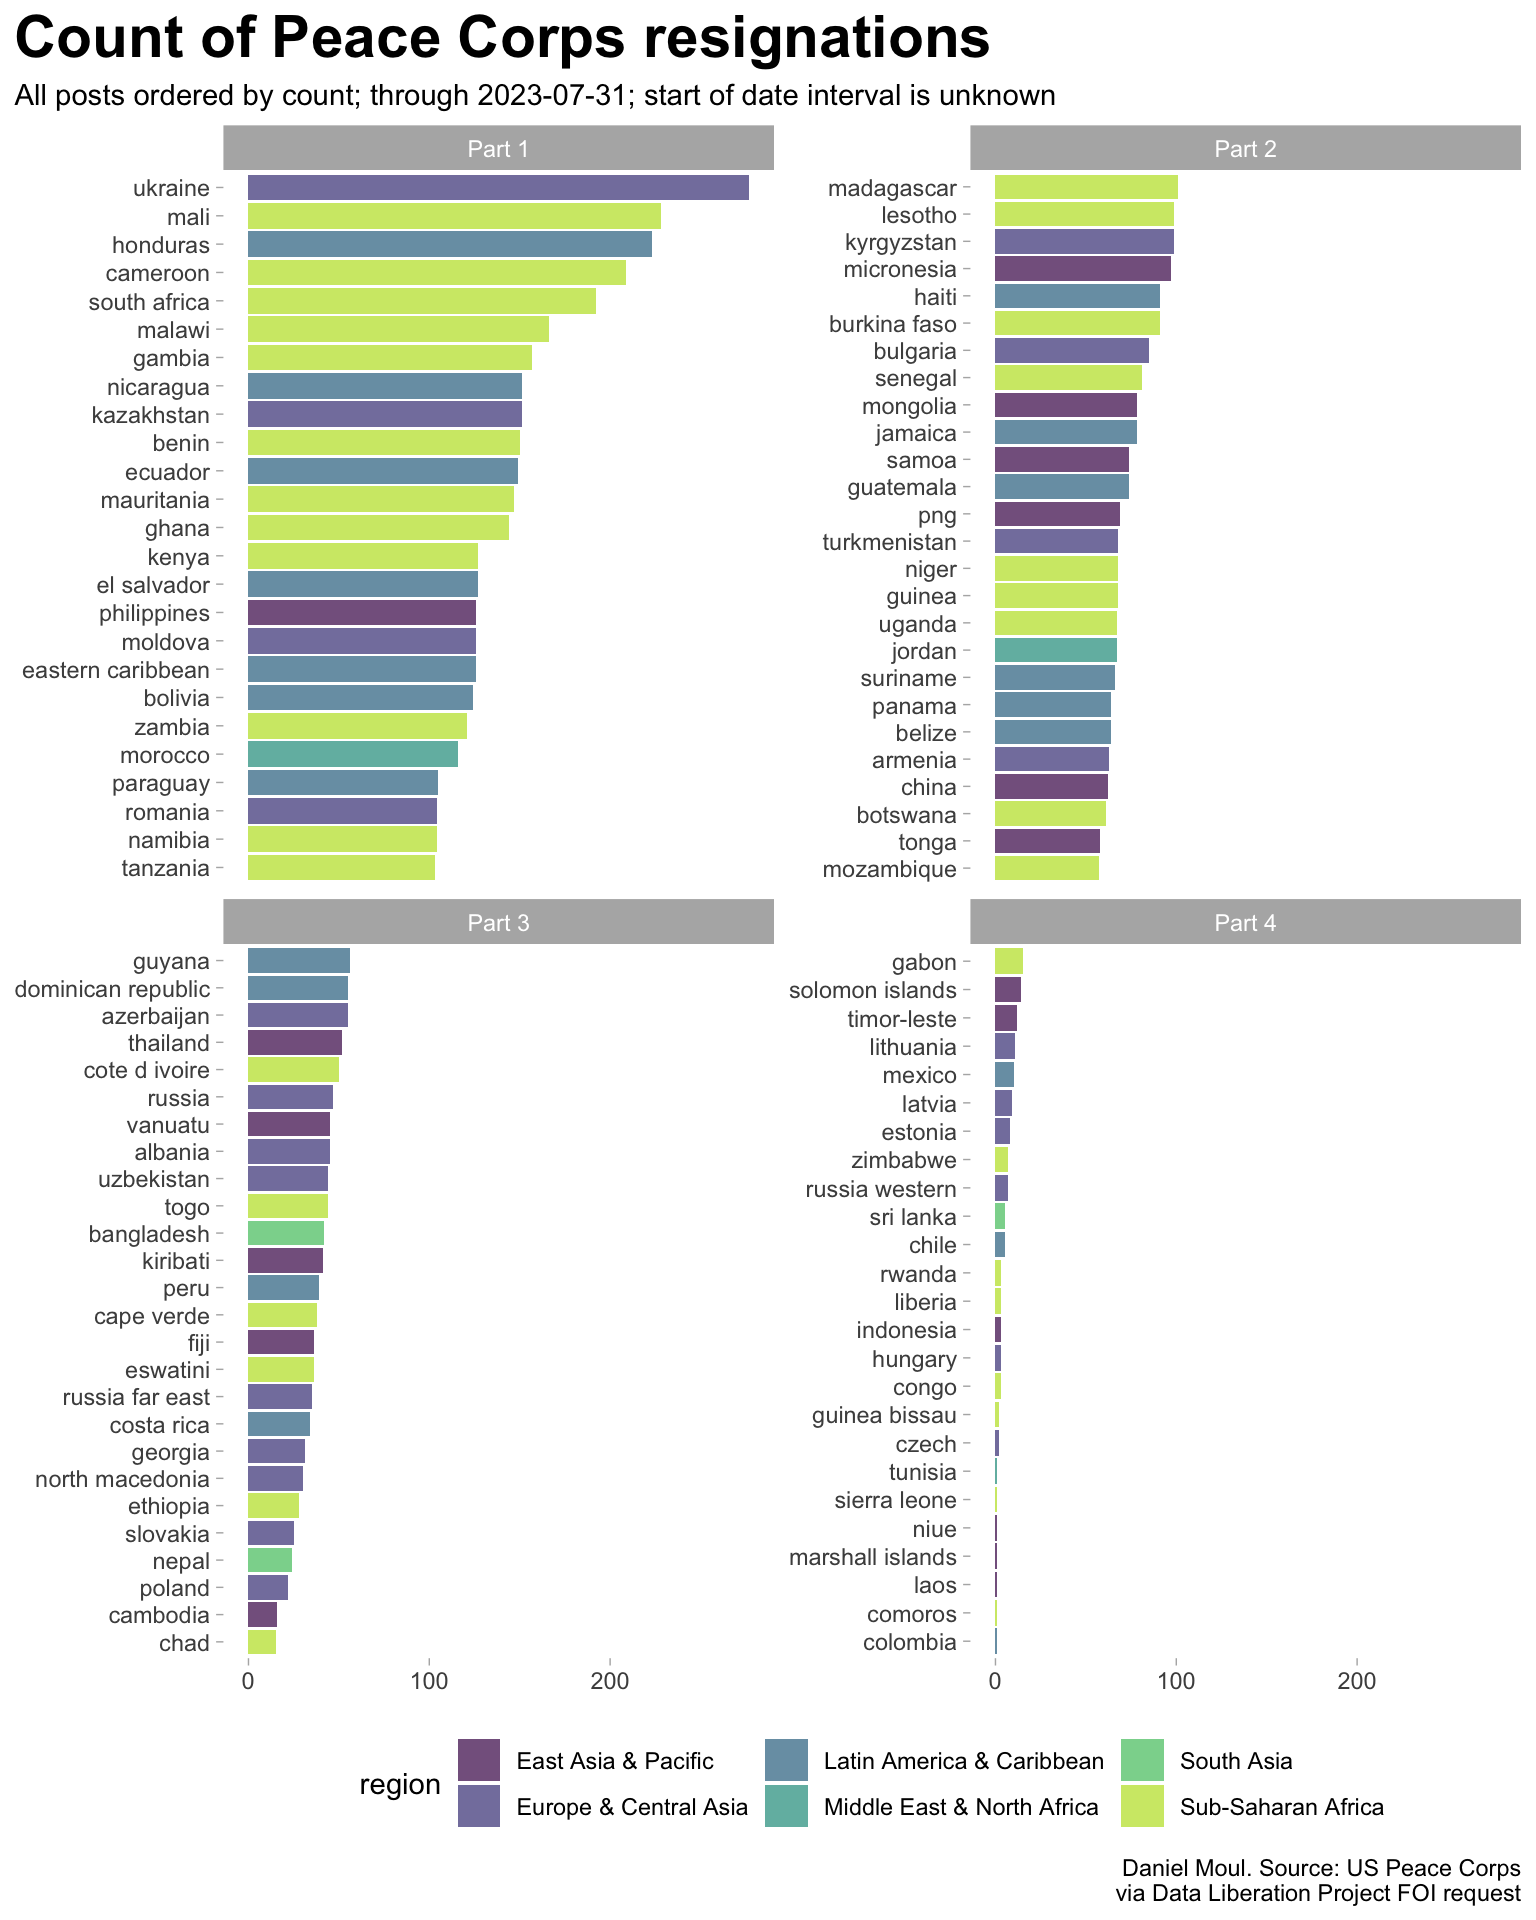 Count of Peace Corps resignations
All posts ordered by count; through 2023-07-31; start of date interval is unknown
Part 1
ukraine
mali
honduras
cameroon
south africa
malawi
gambia
nicaragua
kazakhstan
benin
ecuador
mauritania
ghana
kenya
el salvador
philippines
moldova
eastern caribbean
bolivia
zambia
morocco
paraguay
romania
namibia
tanzania
Part 2
madagascar
lesotho
kyrgyzstan
micronesia
haiti
burkina faso
bulgaria
senegal
mongolia
jamaica
samoa
guatemala
png
turkmenistan
niger
guinea
uganda
jordan
suriname
panama
belize
armenia
china
botswana
tonga
mozambique
Part 3
guyana
dominican republic
azerbaijan
thailand
cote d ivoire
russia
vanuatu
albania
uzbekistan
togo
bangladesh
kiribati
peru
cape verde
fiji
eswatini
russia far east
costa rica
georgia
north macedonia
ethiopia
slovakia
nepal
poland
cambodia
chad
0 100 200
Part 4
gabon
solomon islands
timor-leste
lithuania
mexico
latvia
estonia
zimbabwe
russia western
sri lanka
chile
rwanda
liberia
indonesia
hungary
congo
guinea bissau
czech
tunisia
sierra leone
niue
marshall islands
laos
comoros
colombia
0 100 200
region
East Asia & Pacific
Europe & Central Asia
Latin America & Caribbean
Middle East & North Africa
South Asia
Sub-Saharan Africa
Daniel Moul. Source: US Peace Corps
via Data Liberation Project FOI request